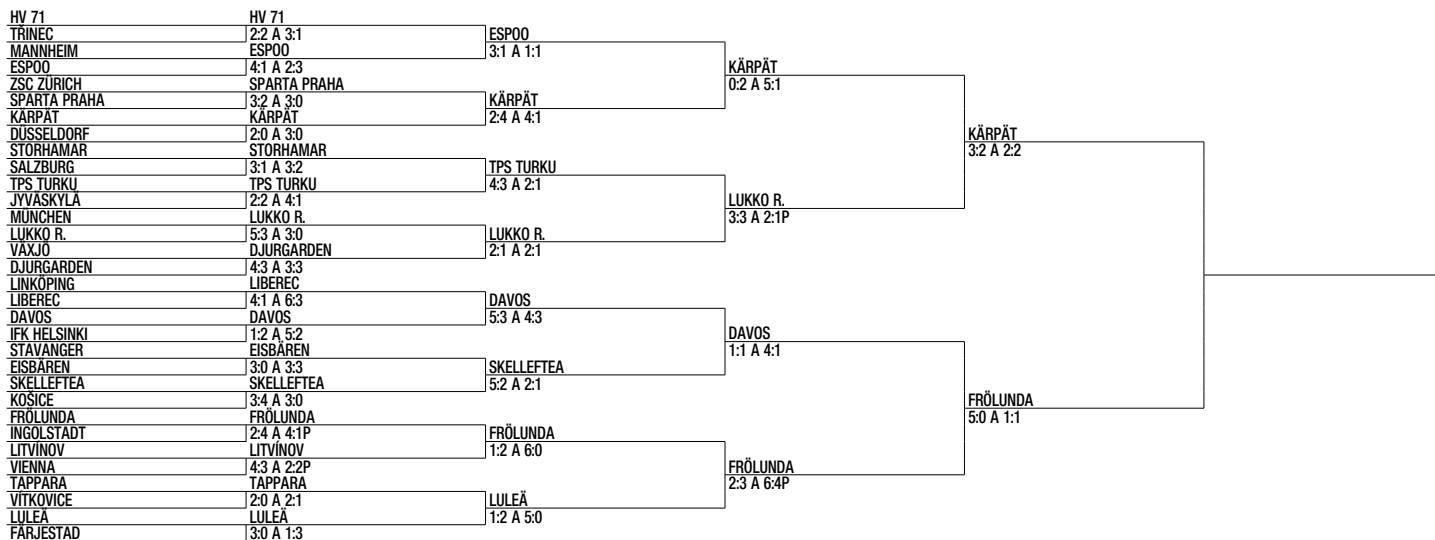 HV 71
TŘINEC
MANNHEIM
ESPOO
ZSC ZÜRICH
SPARTA PRAHA
KÄRPÄT
DÜSSELDORF
STORHAMAR
SALZBURG
TPS TURKU
JYVÄSKYLÄ
MÜNCHEN
LUKKO R.
VÄXJÖ
DJURGARDEN
LINKÖPING
LIBEREC
DAVOS
IFK HELSINKI
STAVANGER
EISBÄREN
SKELLEFTEA
KOŠICE
FRÖLUNDA
INGOLSTADT
LITVÍNOV
VIENNA
TAPPARA
VÍTKOVICE
LULEÄ
FÄRJESTAD
HV 71
2:2 A 3:1
ESPOO
4:1 A 2:3
SPARTA PRAHA
3:2 A 3:0
KÄRPÄT
2:0 A 3:0
STORHAMAR
3:1 A 3:2
TPS TURKU
2:2 A 4:1
LUKKO R.
5:3 A 3:0
DJURGARDEN
4:3 A 3:3
LIBEREC
4:1 A 6:3
DAVOS
1:2 A 5:2
EISBÄREN
3:0 A 3:3
SKELLEFTEA
3:4 A 3:0
FRÖLUNDA
2:4 A 4:1P
LITVÍNOV
4:3 A 2:2P
TAPPARA
2:0 A 2:1
LULEÄ
3:0 A 1:3
ESPOO
3:1 A 1:1
KÄRPÄT
2:4 A 4:1
TPS TURKU
4:3 A 2:1
LUKKO R.
2:1 A 2:1
DAVOS
5:3 A 4:3
SKELLEFTEA
5:2 A 2:1
FRÖLUNDA
1:2 A 6:0
LULEÄ
1:2 A 5:0
KÄRPÄT
0:2 A 5:1
LUKKO R.
3:3 A 2:1P
DAVOS
1:1 A 4:1
FRÖLUNDA
2:3 A 6:4P
KÄRPÄT
3:2 A 2:2
FRÖLUNDA
5:0 A 1:1